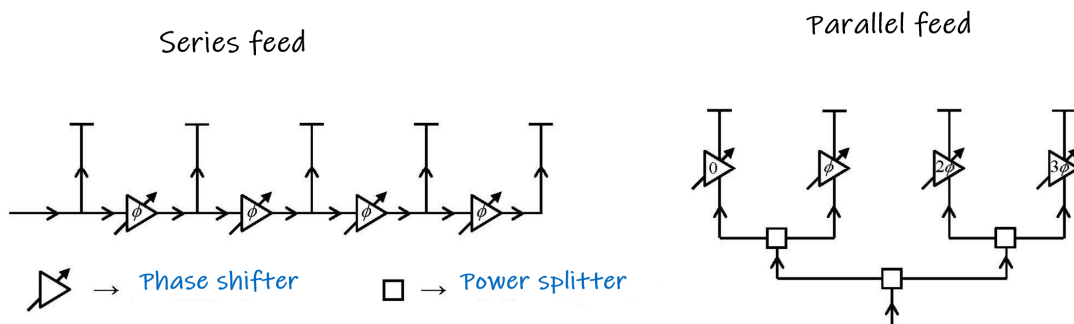 Series feed
Parallel feed
0
ϕ
2ϕ
3ϕ
ϕ
ϕ
ϕ
ϕ
→ Phase shifter
→ Power splitter